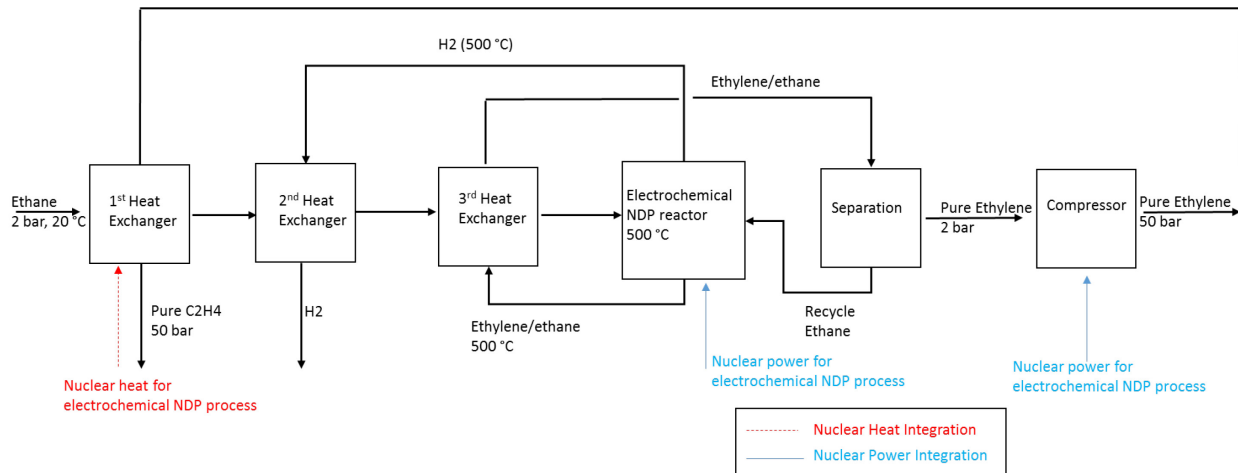 H2 (500 °C)
Ethylene/ethane
Ethane
2 bar, 20 °C
1st Heat
Exchanger
2nd Heat
Exchanger
3rd Heat
Exchanger
Electrochemical
NDP reactor
500 °C
Separation
Pure Ethylene
2 bar
Compressor
Pure Ethylene
50 bar
Pure C2H4
50 bar
H2
Ethylene/ethane
500 °C
Recycle
Ethane
Nuclear heat for
electrochemical NDP process
Nuclear power for
electrochemical NDP process
Nuclear power for
electrochemical NDP process
Nuclear Heat Integration
Nuclear Power Integration